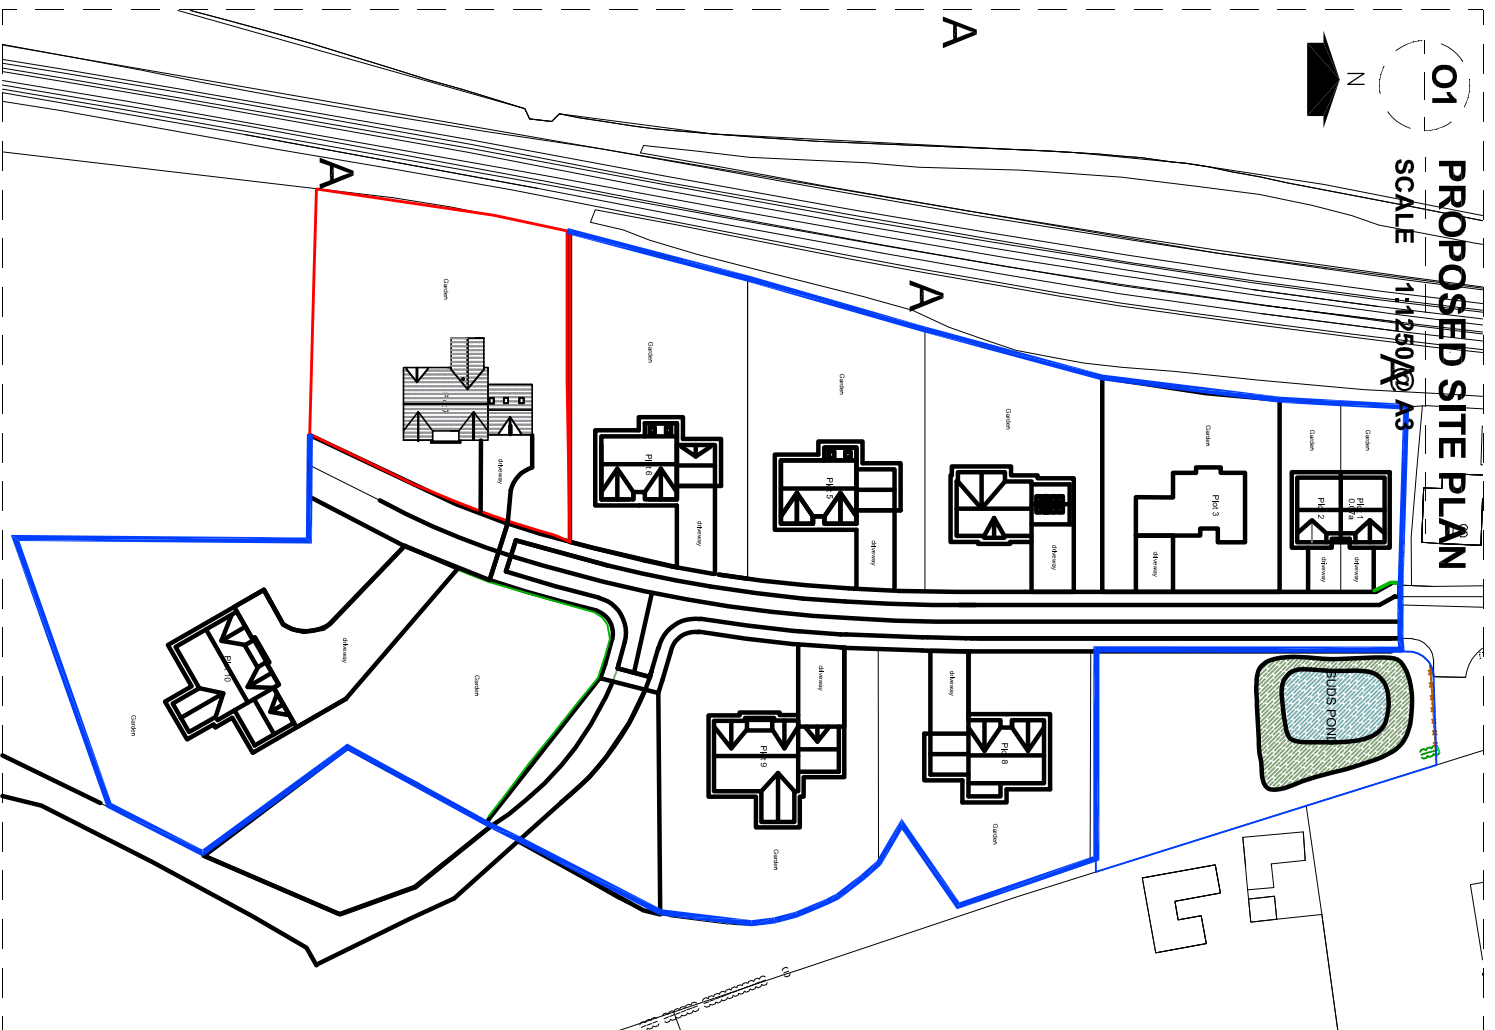 O1
PROPOSED SITE PLAN
SCALE 1:1250 @ A3
N
A
A
A
A
Garden
driveway
Garden
Plot 6
driveway
Garden
Plot 5
driveway
Garden
driveway
Garden
Plot 3
driveway
Garden
Plot 2
driveway
Garden
Plot 1
driveway
SUDS POND
Garden
Plot 10
driveway
Garden
driveway
Plot 9
Garden
driveway
Plot 8
Garden